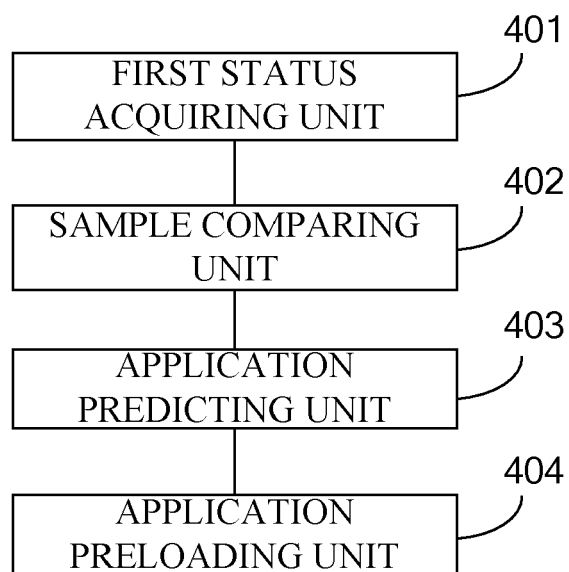 401
FIRST STATUS
ACQUIRING UNIT
402
SAMPLE COMPARING
UNIT
403
APPLICATION
PREDICTING UNIT
404
APPLICATION
PRELOADING UNIT